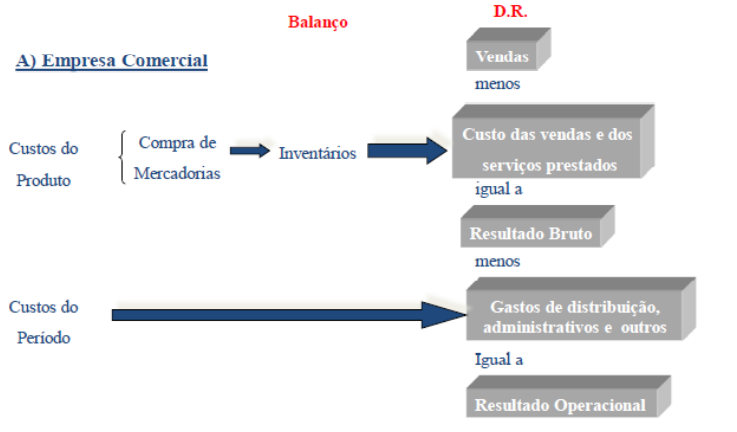 Balanço
D.R.
A) Empresa Comercial
Vendas
menos
Custos do
Produto
Compra de
Mercadorias
Inventários
Custo das vendas e dos
serviços prestados
igual a
Resultado Bruto
menos
Custos do
Período
Gastos de distribuição,
administrativos e outros
Igual a
Resultado Operacional